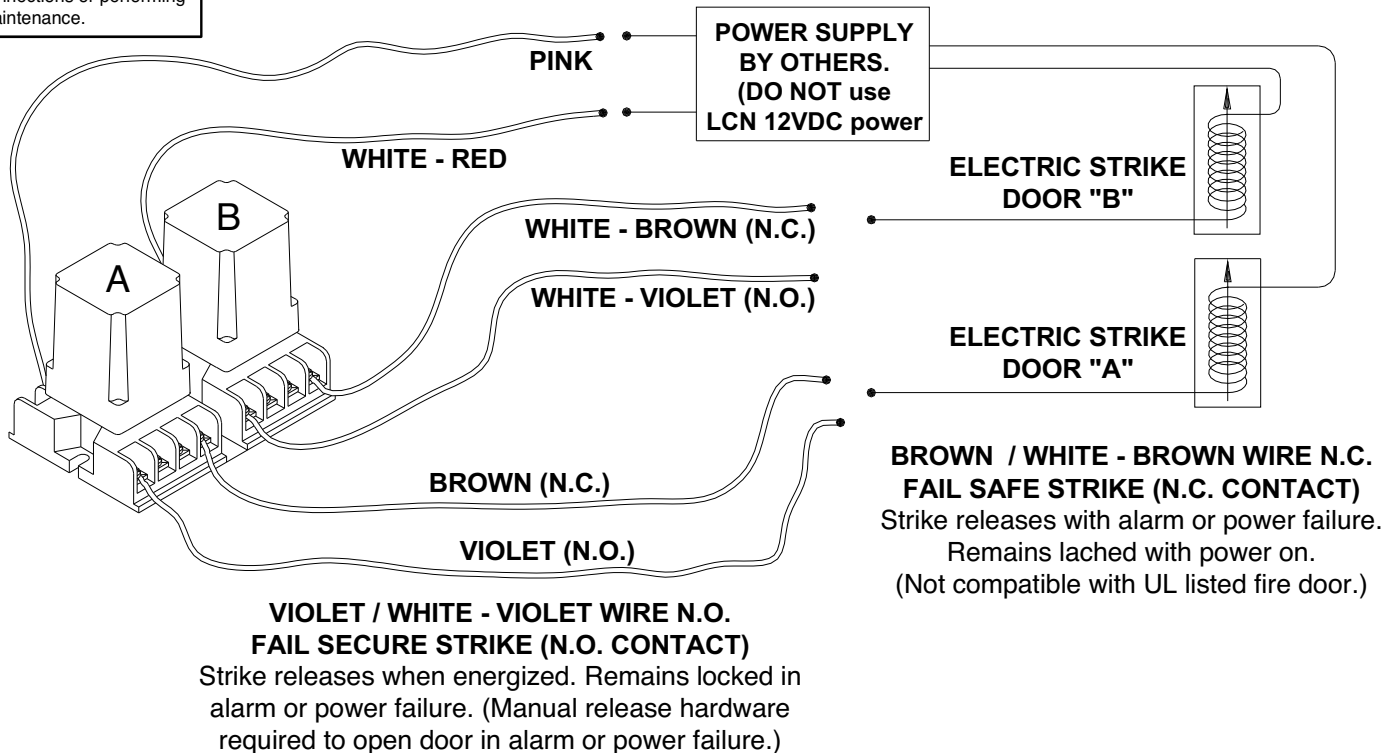 maintenance.
PINK
POWER SUPPLY
BY OTHERS.
(DO NOT use
LCN 12VDC power
WHITE - RED
ELECTRIC STRIKE
DOOR "B"
B
WHITE - BROWN (N.C.)
A
WHITE - VIOLET (N.O.)
ELECTRIC STRIKE
DOOR "A"
BROWN (N.C.)
VIOLET (N.O.)
BROWN / WHITE - BROWN WIRE N.C.
FAIL SAFE STRIKE (N.C. CONTACT)
Strike releases with alarm or power failure.
Remains lached with power on.
(Not compatible with UL listed fire door.)
VIOLET / WHITE - VIOLET WIRE N.O.
FAIL SECURE STRIKE (N.O. CONTACT)
Strike releases when energized. Remains locked in
alarm or power failure. (Manual release hardware
required to open door in alarm or power failure.)